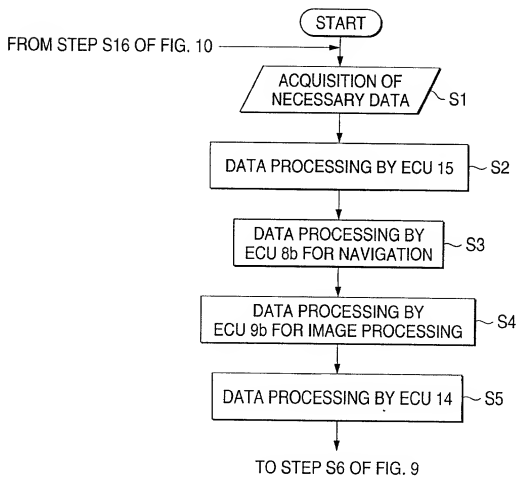 START
FROM STEP S16 OF FIG. 10
ACQUISITION OF
NECESSARY DATA
S1
DATA PROCESSING BY ECU 15
S2
DATA PROCESSING BY
ECU 8b FOR NAVIGATION
S3
DATA PROCESSING BY
ECU 9b FOR IMAGE PROCESSING
S4
DATA PROCESSING BY ECU 14
S5
TO STEP S6 OF FIG. 9